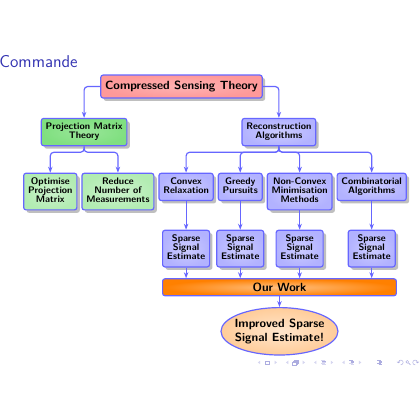 Commande
Compressed Sensing Theory
Projection Matrix
Theory
Reconstruction
Algorithms
Optimise
Projection
Matrix
Reduce
Number of
Measurements
Convex
Relaxation
Greedy
Pursuits
Non-Convex
Minimisation
Methods
Combinatorial
Algorithms
Sparse
Signal
Estimate
Sparse
Signal
Estimate
Sparse
Signal
Estimate
Sparse
Signal
Estimate
Our Work
Improved Sparse
Signal Estimate!